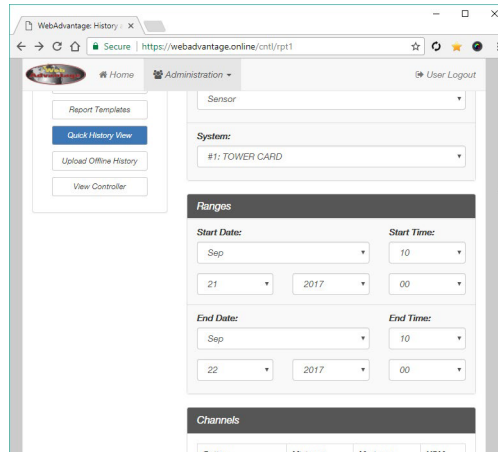 WebAdvantage: History
Secure | https://webadvantage.online/cntl/rpt1
Home Administration User Logout
Report Templates
Quick History View
Upload Offline History
View Controller
Sensor
System:
#1: TOWER CARD
Ranges
Start Date: Start Time:
Sep 10
21 2017 00
End Date: End Time:
Sep 10
22 2017 00
Channels